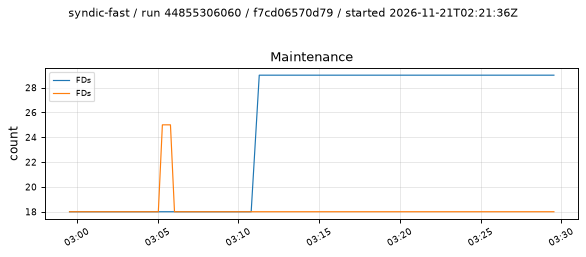 syndic-fast / run 44855306060 / f7cd06570d79 / started 2026-11-21T02:21:36Z
Maintenance
FDs
FDs
count
28
26
24
22
20
18
03:00
03:05
03:10
03:15
03:20
03:25
03:30